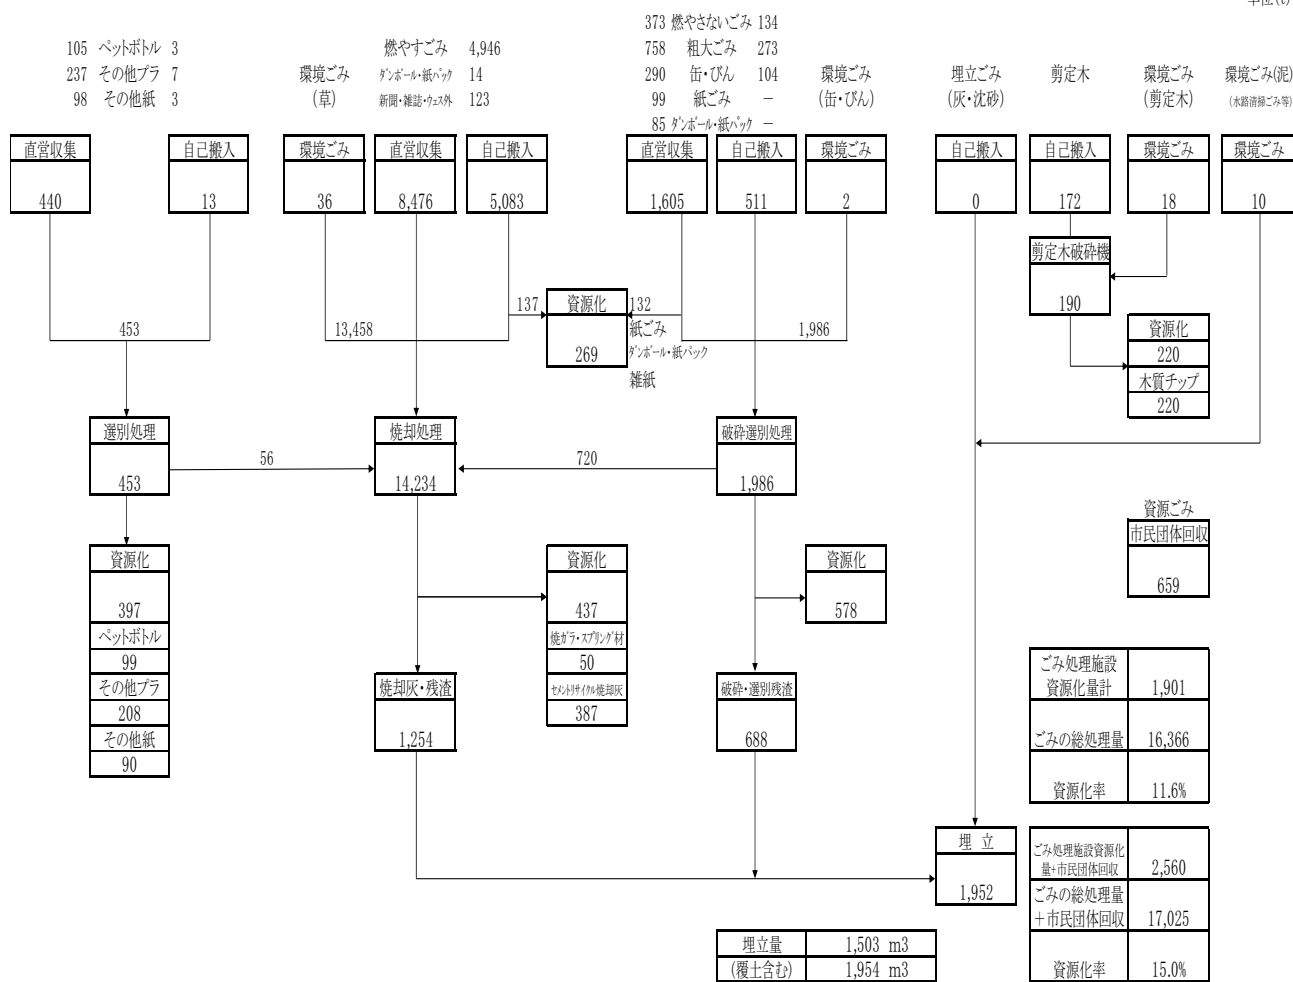 単位(t)
373 燃やさないごみ 134
105 ペットボトル 3
燃やすごみ 4,946
758 粗大ごみ 273
237 その他プラ 7
環境ごみ
(草)
ダンボール・紙パック 14
290 缶・びん 104
環境ごみ
(缶・びん)
埋立ごみ
(灰・沈砂)
剪定木
環境ごみ
(剪定木)
環境ごみ(泥)
(水路清掃ごみ等)
98 その他紙 3
新聞・雑誌・ウェス外 123
99 紙ごみ －
85 ダンボール・紙パック －
直営収集
440
自己搬入
13
環境ごみ
36
直営収集
8,476
自己搬入
5,083
直営収集
1,605
自己搬入
511
環境ごみ
2
自己搬入
0
自己搬入
172
環境ごみ
18
環境ごみ
10
剪定木破砕機
190
453
13,458
137
資源化
269
132
紙ごみ
ダンボール・紙パック
雑紙
1,986
資源化
220
木質チップ
220
選別処理
453
56
焼却処理
14,234
720
破砕選別処理
1,986
資源ごみ
市民団体回収
659
資源化
397
ペットボトル
99
その他プラ
208
その他紙
90
資源化
437
焼ガラ・スプリング材
50
セメントリサイクル焼却灰
387
資源化
578
焼却灰・残渣
1,254
破砕・選別残渣
688
ごみ処理施設
資源化量計 1,901
ごみの総処理量 16,366
資源化率 11.6%
埋 立
1,952
ごみ処理施設資源化
量+市民団体回収 2,560
ごみの総処理量
＋市民団体回収 17,025
資源化率 15.0%
埋立量 1,503 m3
(覆土含む) 1,954 m3